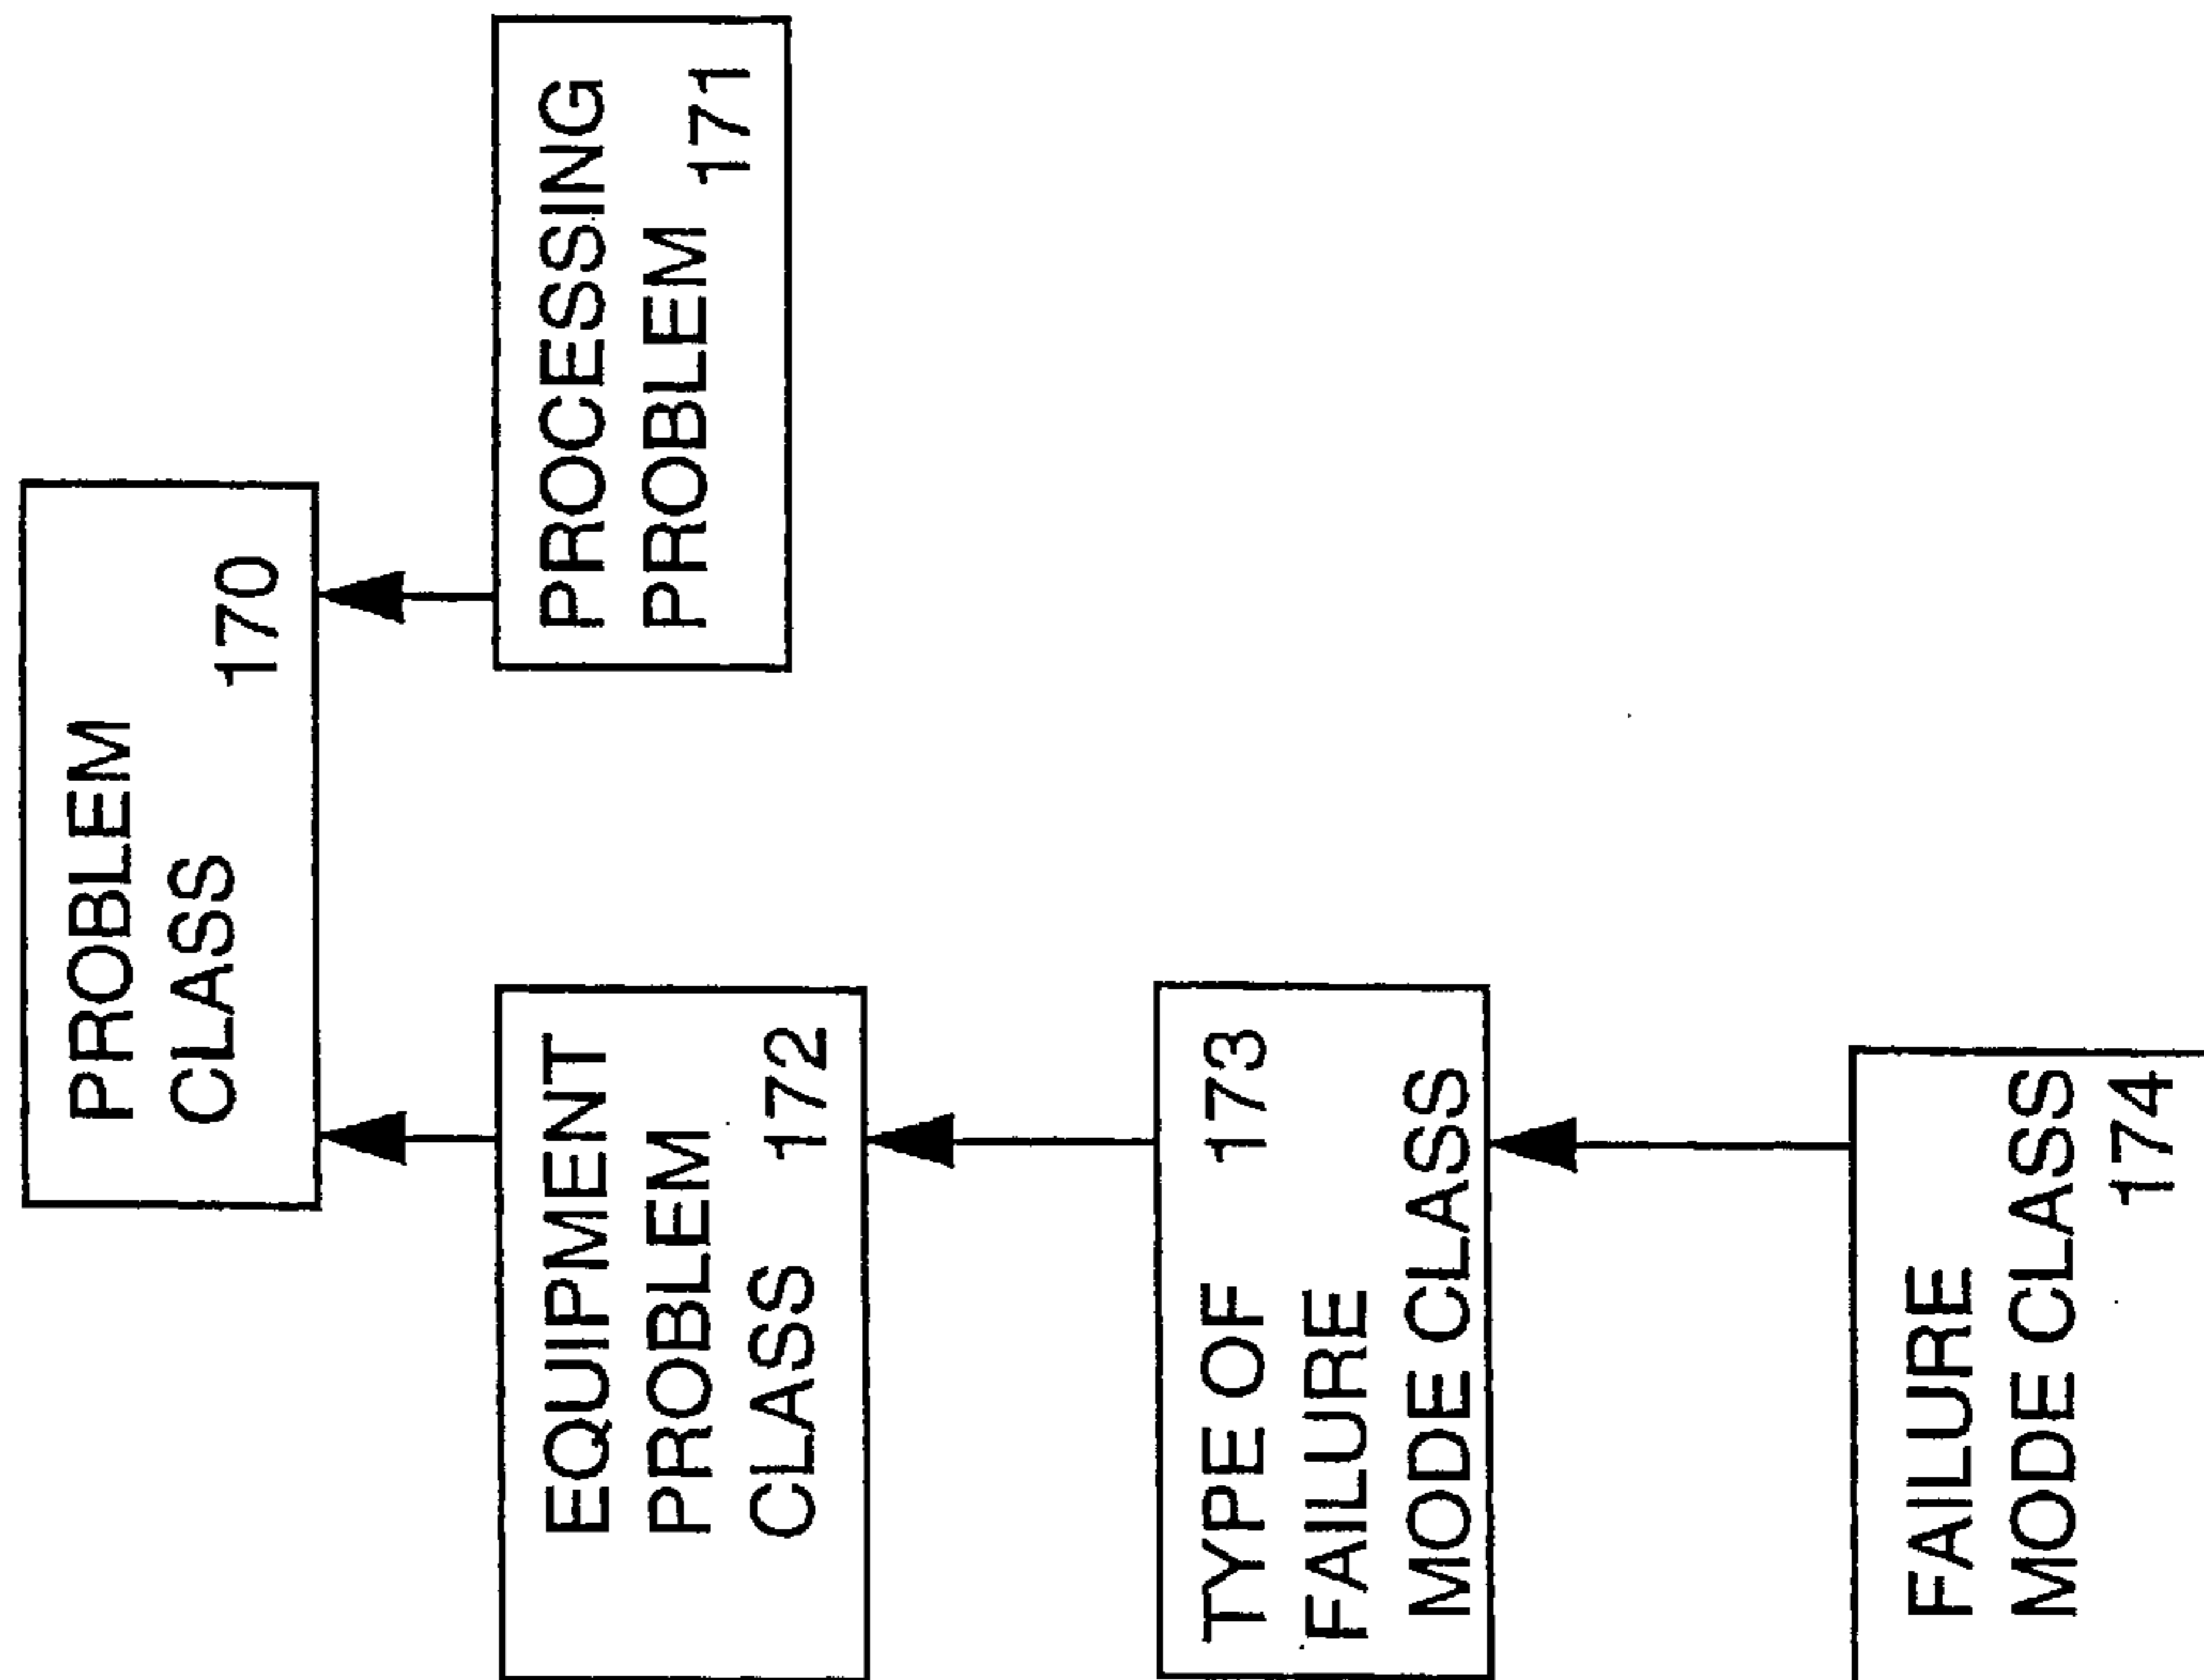 PROBLEM
CLASS 170
PROCESSING
PROBLEM 171
EQUIPMENT
PROBLEM
CLASS 172
TYPE OF 173
FAILURE
MODE CLASS
FAILURE
MODE CLASS
174